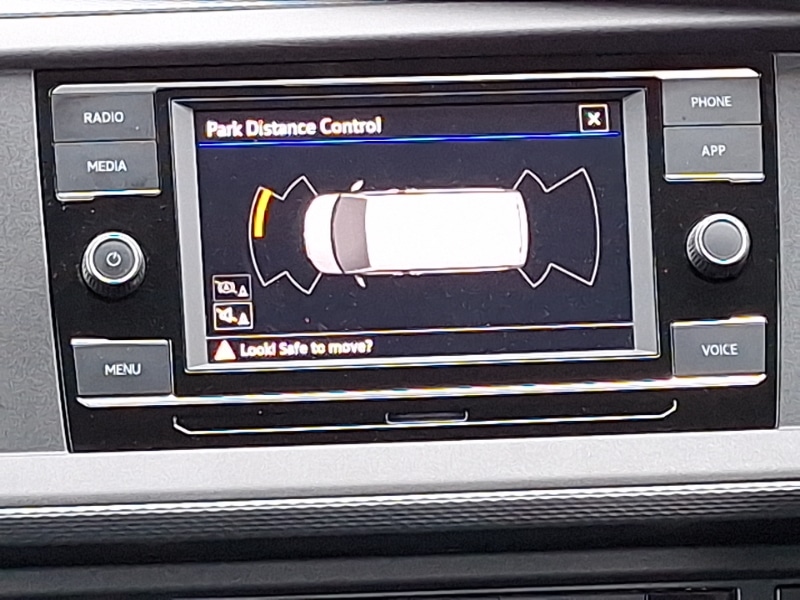 RADIO
MEDIA
MENU
Park Distance Control
Look! Safe to move?
PHONE
APP
VOICE